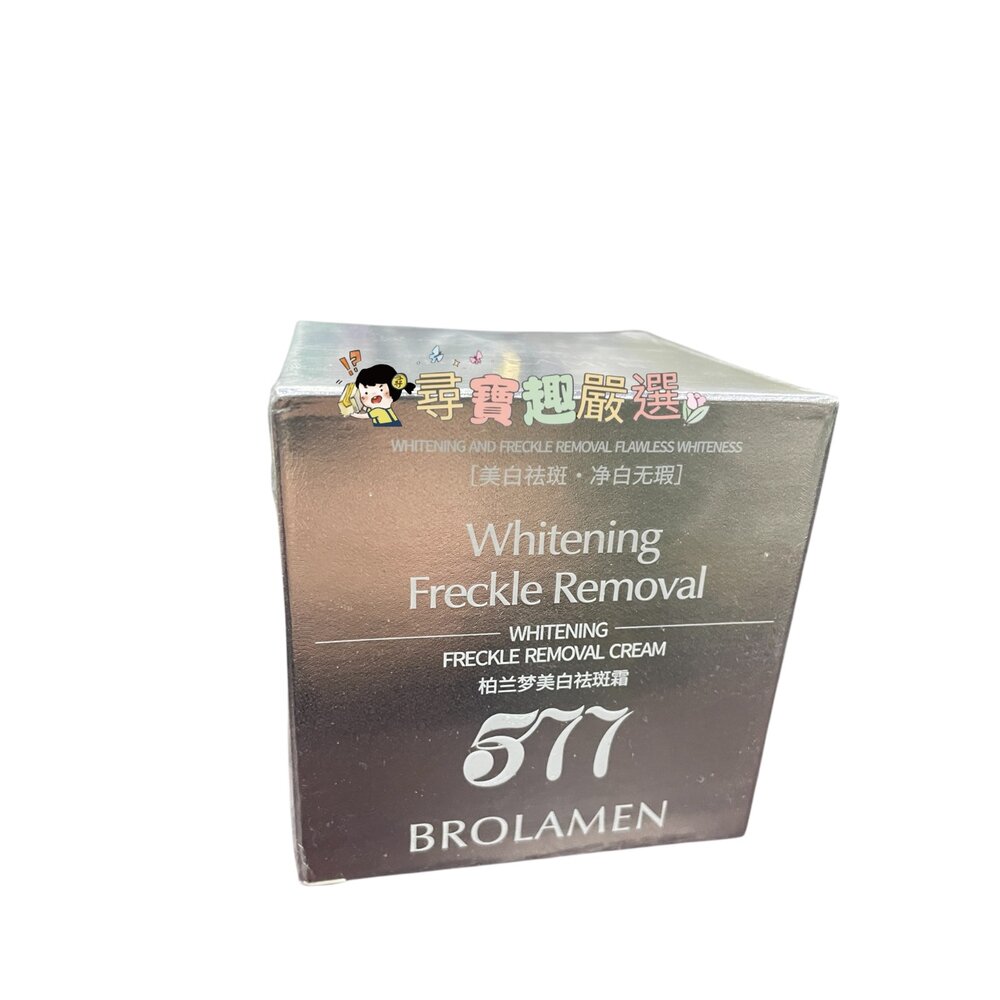 !?
尋寶趣嚴選
WHITENING AND FRECKLE REMOVAL FLAWLESS WHITENESS
[美白祛斑·净白无瑕]
Whitening
Freckle Removal
WHITENING
FRECKLE REMOVAL CREAM
柏兰梦美白祛斑霜
577
BROLAMEN